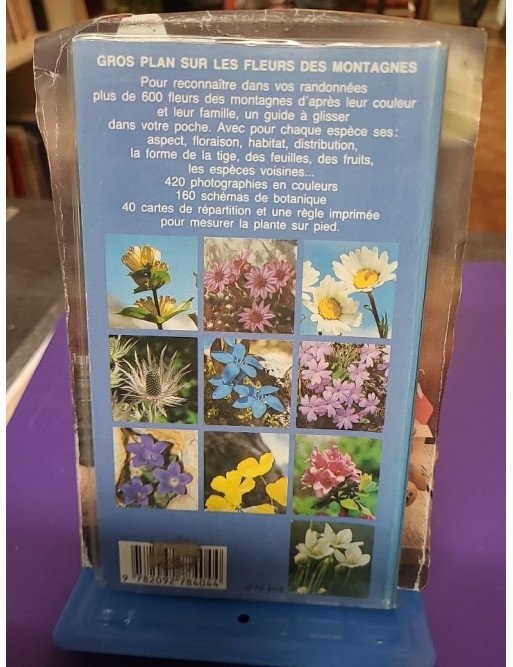 GROS PLAN SUR LES FLEURS DES MONTAGNES
Pour reconnaître dans vos randonnées
plus de 600 fleurs des montagnes d'après leur couleur
et leur famille, un guide à glisser
dans votre poche. Avec pour chaque espèce ses:
aspect, floraison, habitat, distribution,
la forme de la tige, des feuilles, des fruits,
les espèces voisines...
420 photographies en couleurs
160 schémas de botanique
40 cartes de répartition et une règle imprimée
pour mesurer la plante sur pied.
9 782092 784044